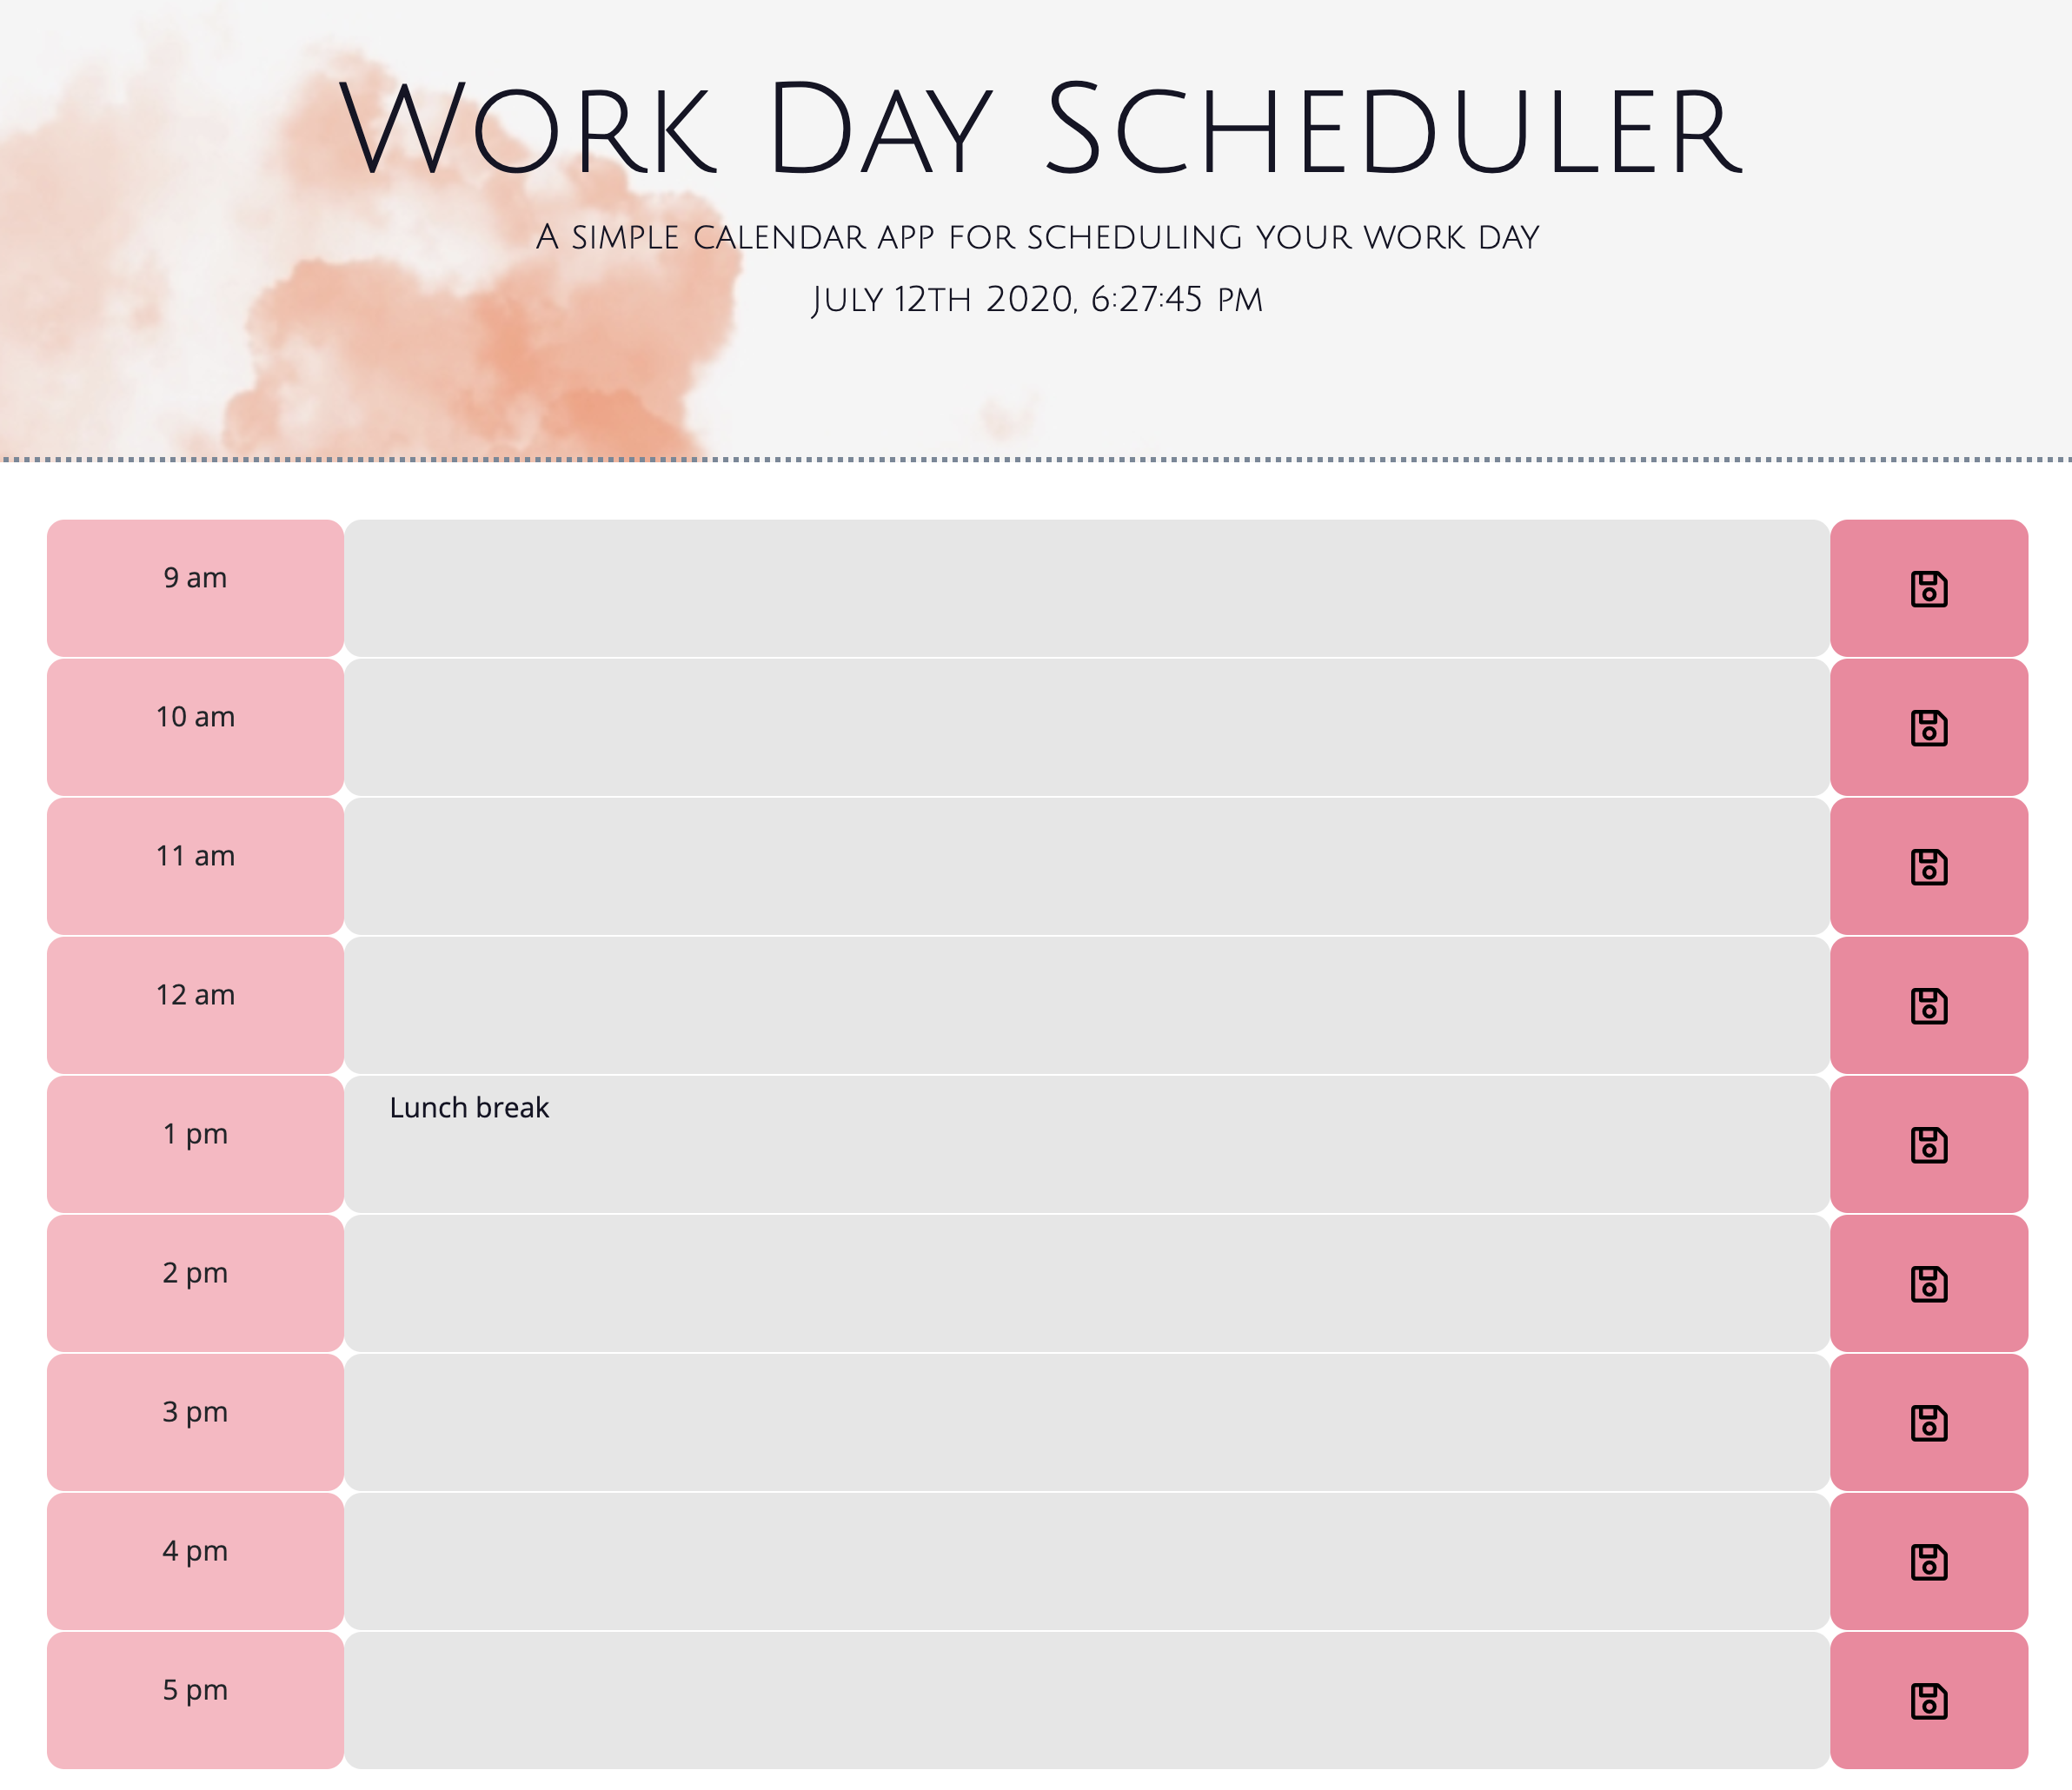 Work Day Scheduler
A simple calendar app for scheduling your work day
July 12th 2020, 6:27:45 pm
9 am
10 am
11 am
12 am
1 pm
Lunch break
2 pm
3 pm
4 pm
5 pm